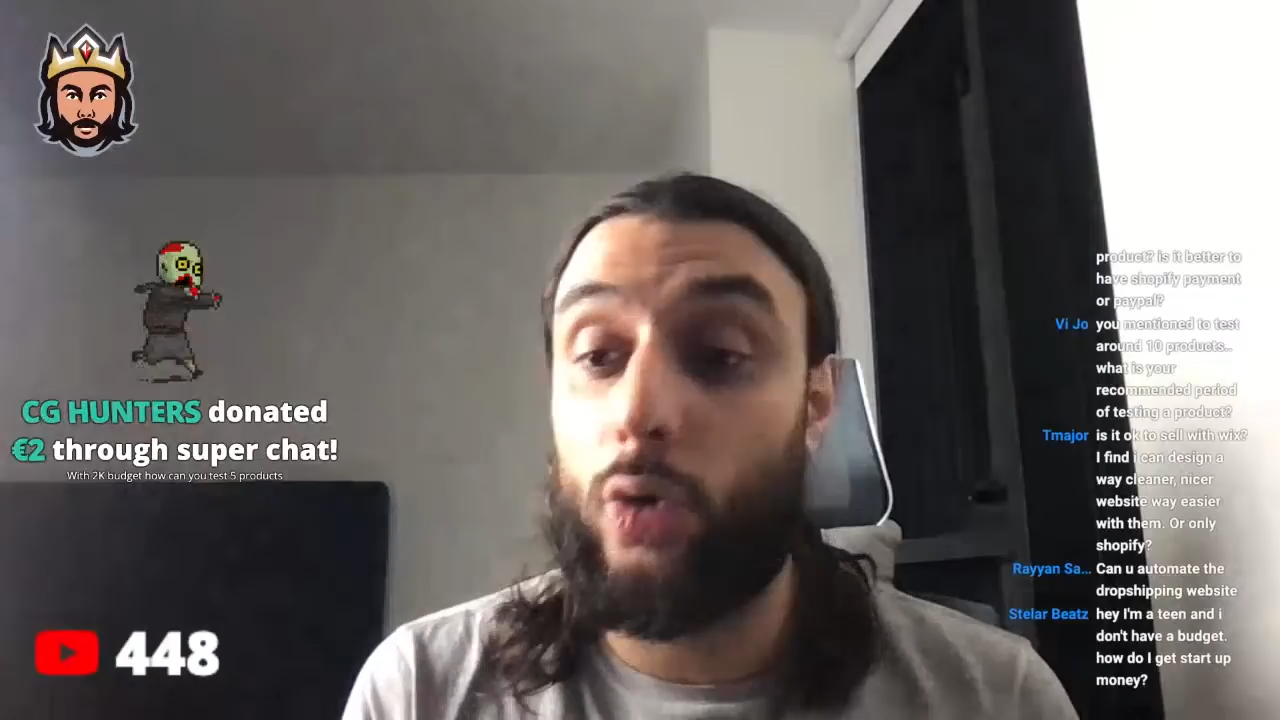 CG HUNTERS donated
€2 through super chat!
With 2K budget how can you test 5 products
448
product? is it better to
have shopify payment
or paypal?
Vi Jo you mentioned to test
around 10 products..
what is your
recommended period
of testing a product?
Tmajor is it ok to sell with wix?
I find i can design a
way cleaner, nicer
website way easier
with them. Or only
shopify?
Rayyan Sa... Can u automate the
dropshipping website
Stelar Beatz hey I'm a teen and i
don't have a budget.
how do I get start up
money?